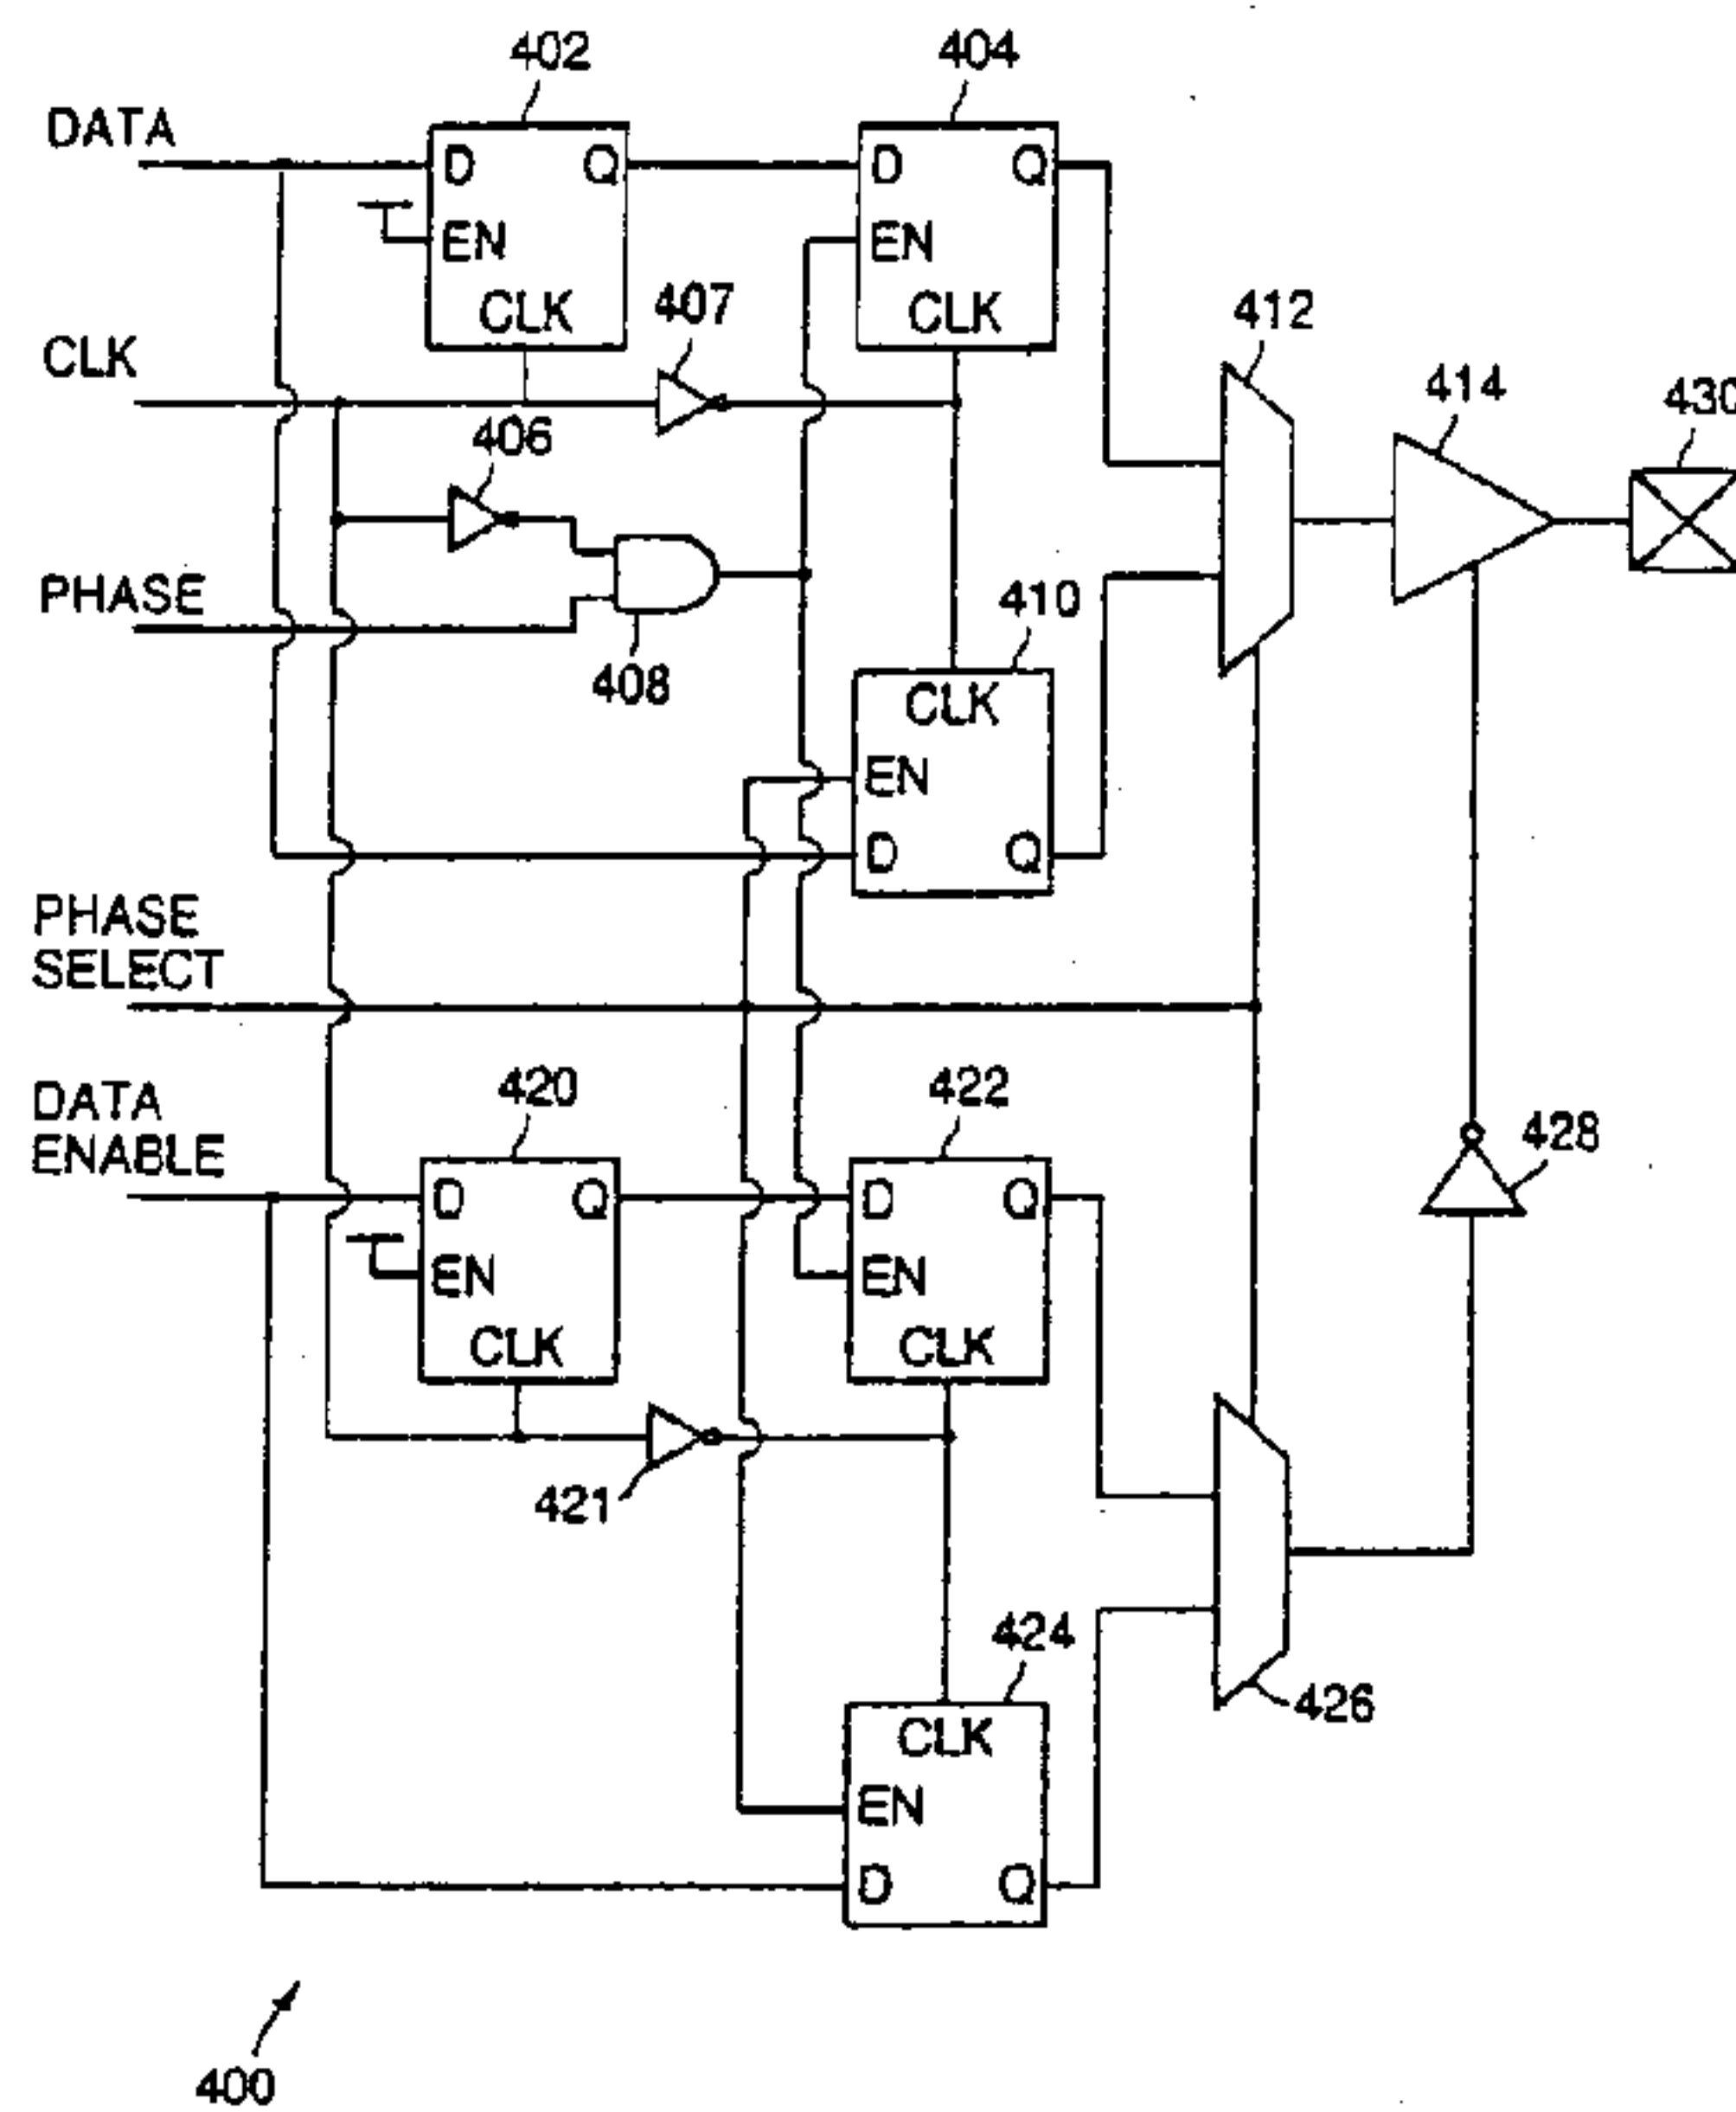 402
404
DATA
D
Q
D
Q
EN
EN
CLK
407
CLK
412
CLK
414
430
406
PHASE
410
408
CLK
EN
D
Q
PHASE
SELECT
DATA
ENABLE
420
422
428
D
Q
D
Q
EN
EN
CLK
CLK
421
424
426
CLK
EN
D
Q
400